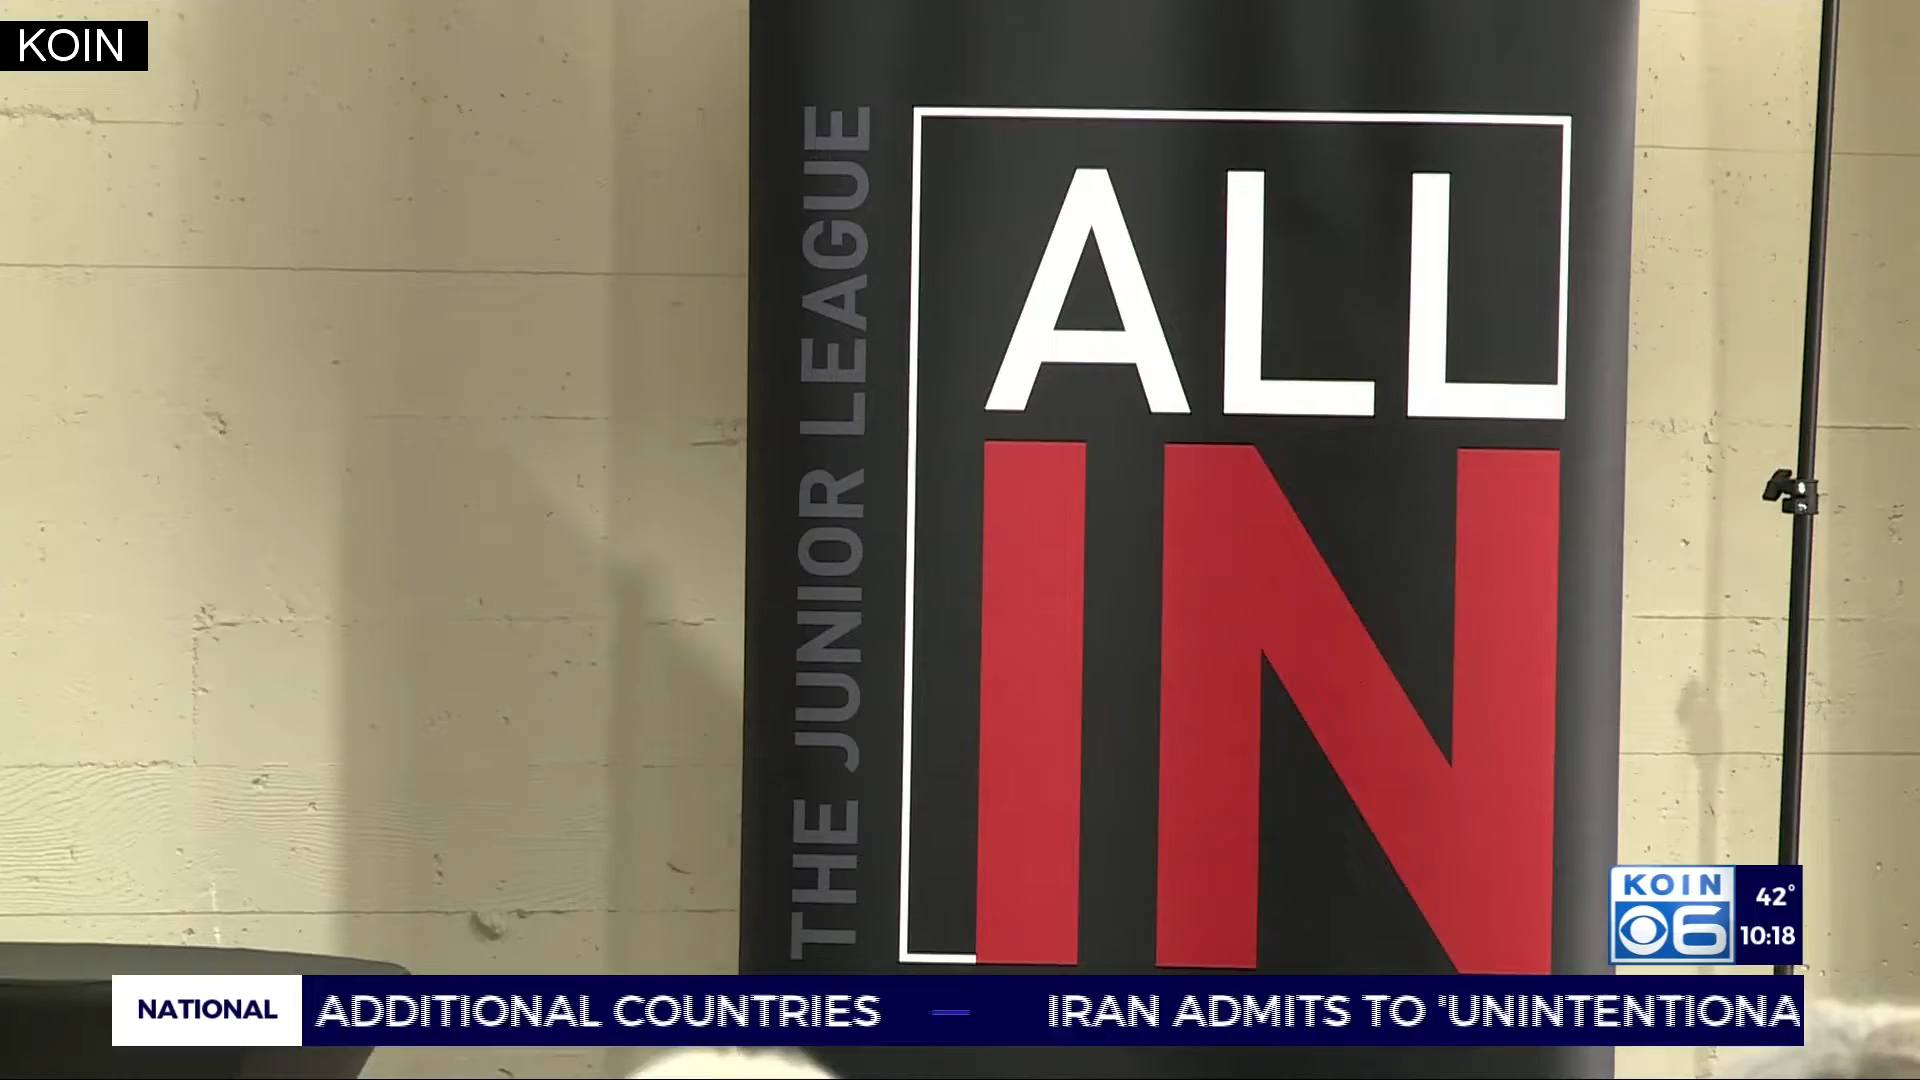 KOIN
THE JUNIOR LEAGUE
ALL
IN
KOIN
6
42°
10:18
NATIONAL
ADDITIONAL COUNTRIES — IRAN ADMITS TO 'UNINTENTIONA